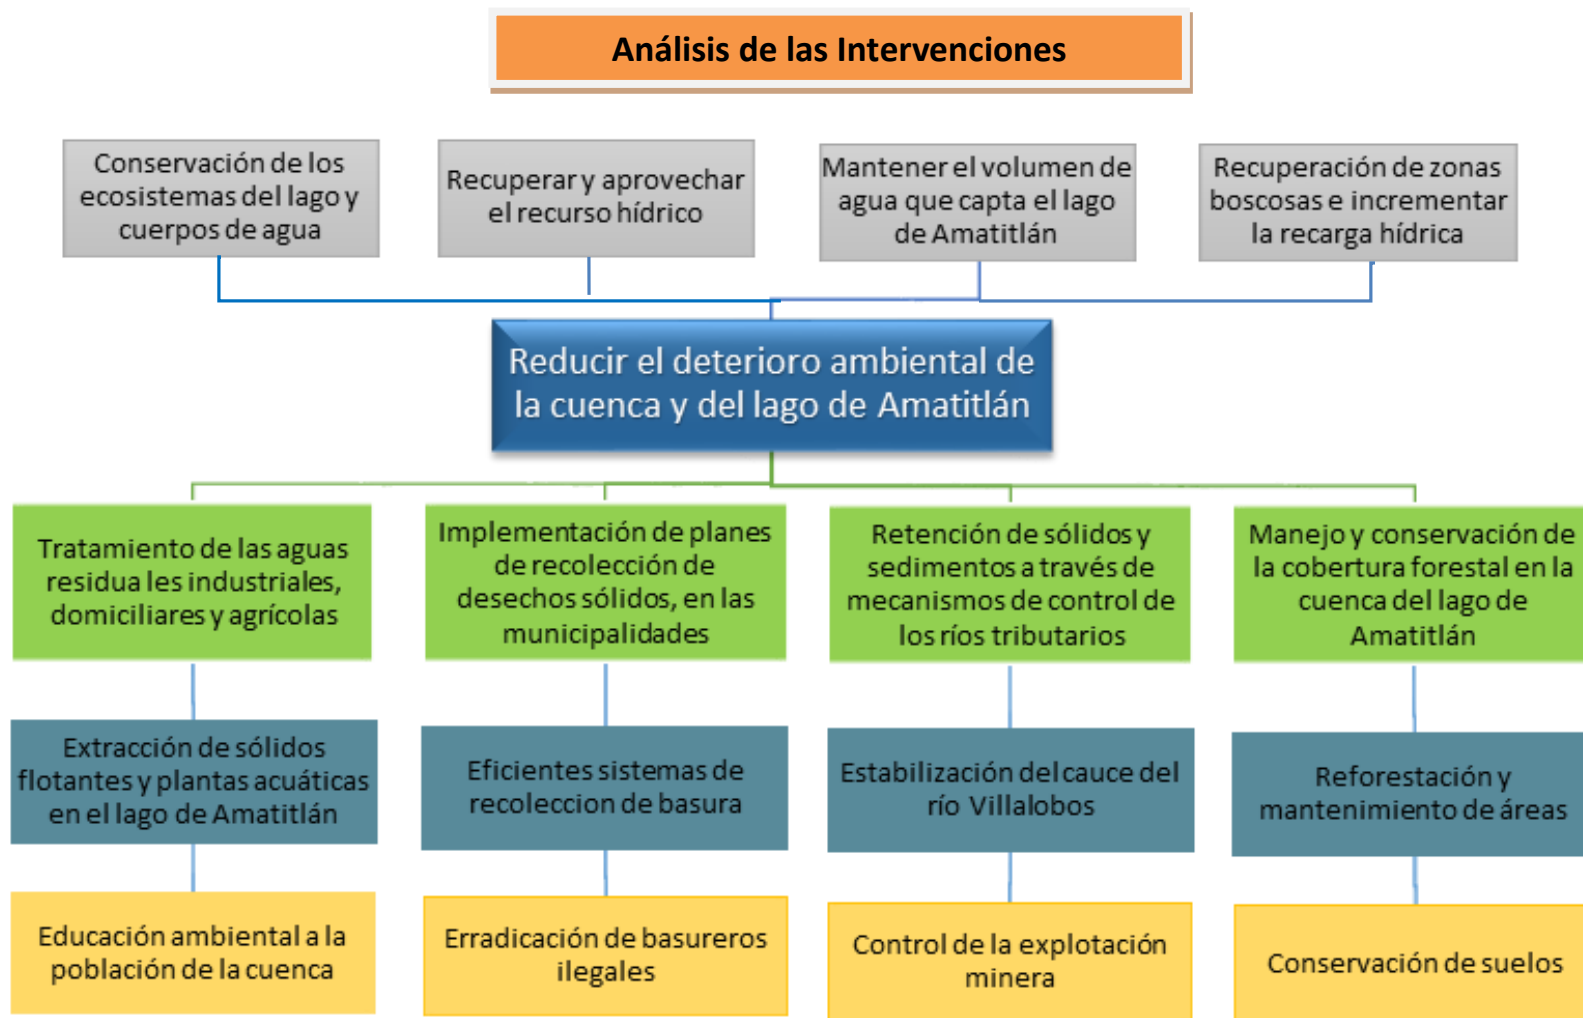 Análisis de las Intervenciones
Conservación de los
ecosistemas del lago y
cuerpos de agua
Recuperar y aprovechar
el recurso hídrico
Mantener el volumen de
agua que capta el lago
de Amatitlán
Recuperación de zonas
boscosas e incrementar
la recarga hídrica
Reducir el deterioro ambiental de
la cuenca y del lago de Amatitlán
Tratamiento de las aguas
residua les industriales,
domiciliares y agrícolas
Implementación de planes
de recolección de
desechos sólidos, en las
municipalidades
Retención de sólidos y
sedimentos a través de
mecanismos de control de
los ríos tributarios
Manejo y conservación de
la cobertura forestal en la
cuenca del lago de
Amatitlán
Extracción de sólidos
flotantes y plantas acuáticas
en el lago de Amatitlán
Eficientes sistemas de
recoleccion de basura
Estabilización del cauce del
río Villalobos
Reforestación y
mantenimiento de áreas
Educación ambiental a la
población de la cuenca
Erradicación de basureros
ilegales
Control de la explotación
minera
Conservación de suelos